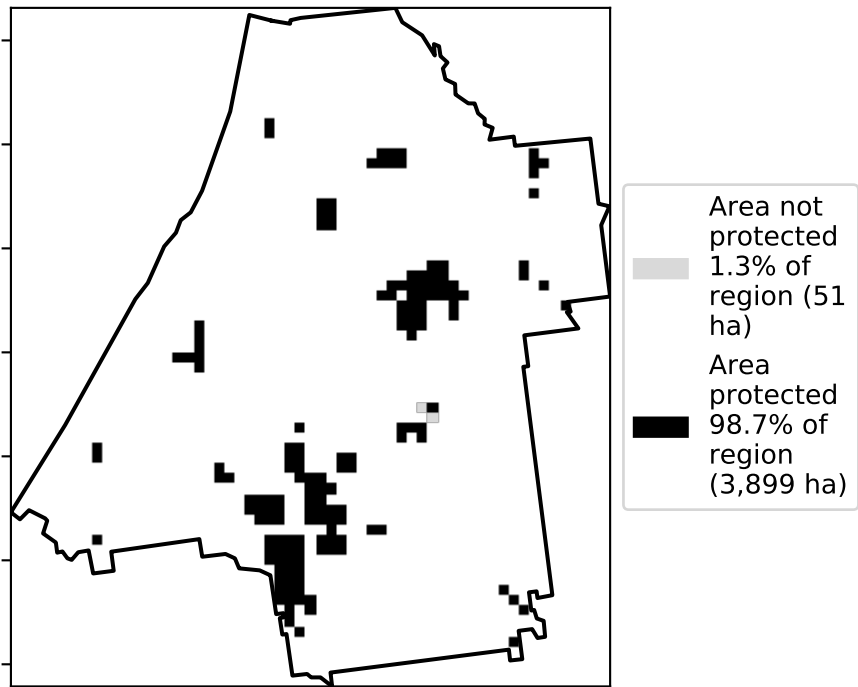 Area not
protected
1.3% of
region (51
ha)
Area
protected
98.7% of
region
(3,899 ha)